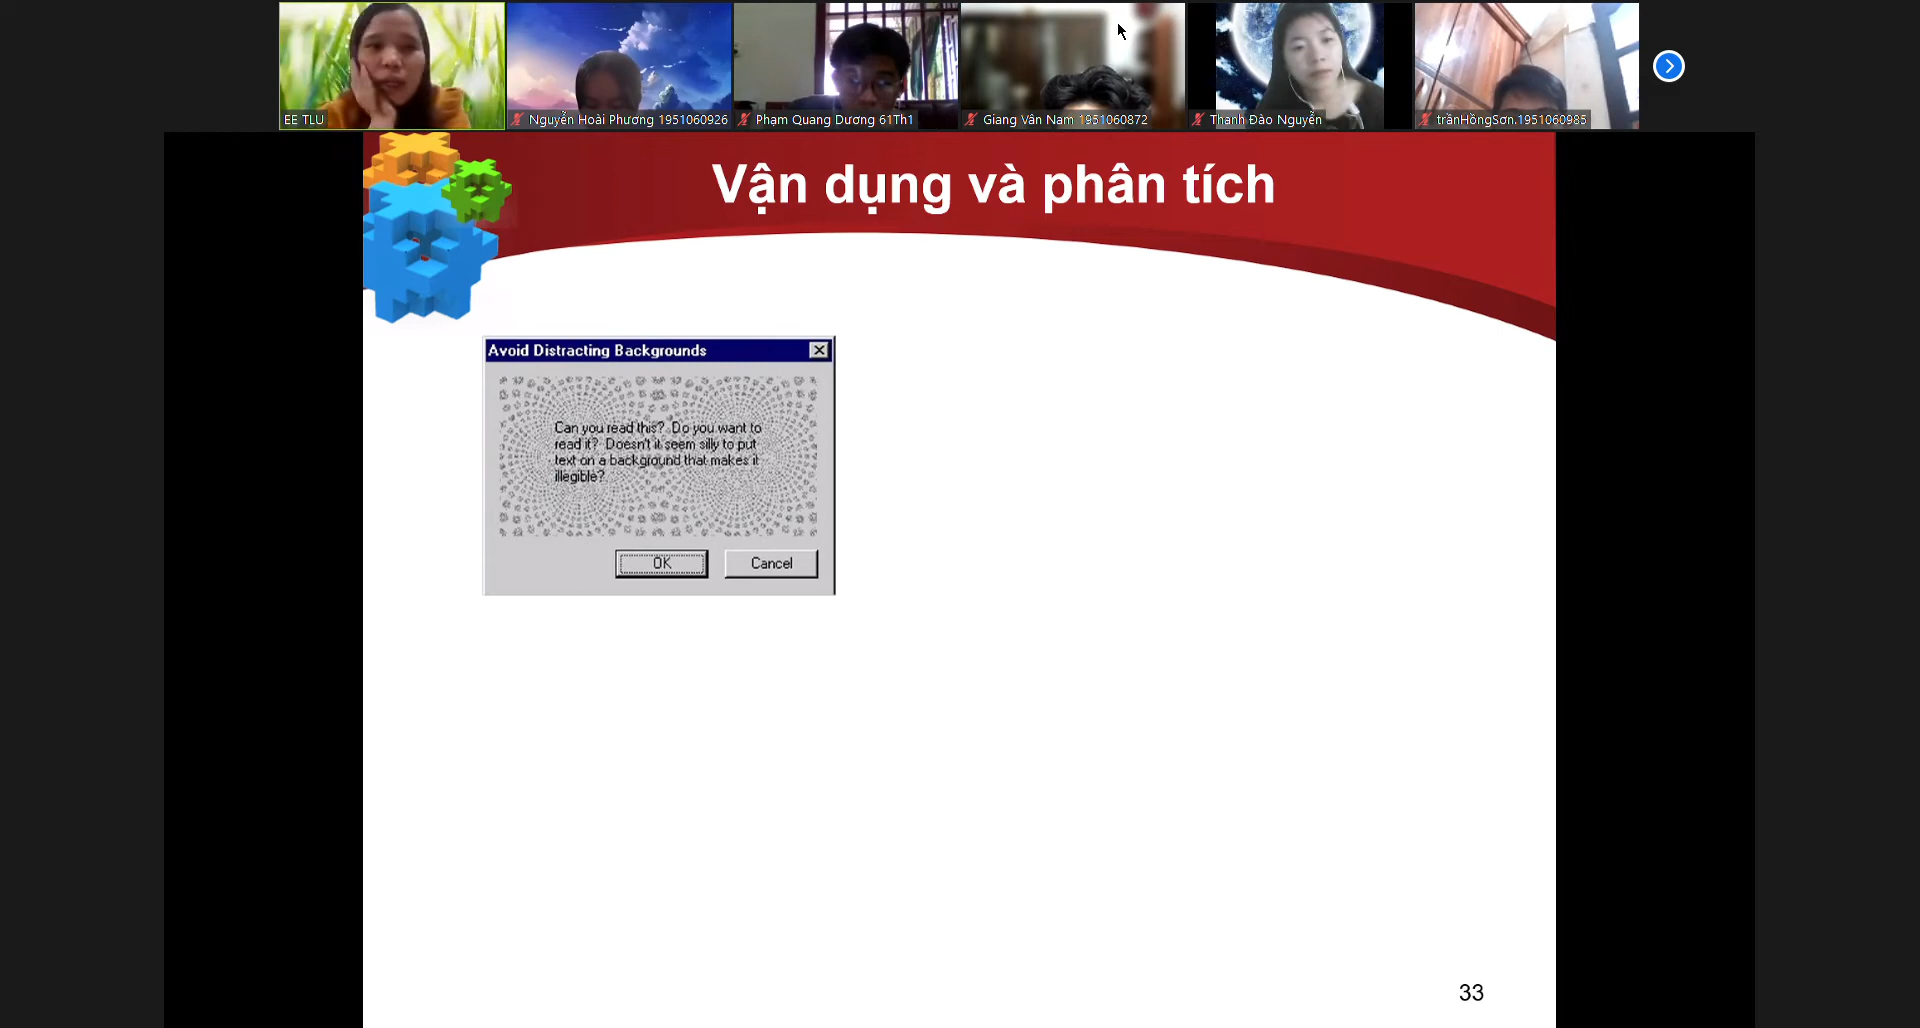 EE TLU
Nguyễn Hoài Phương 1951060926
Phạm Quang Dương 61Th1
Giang Văn Nam 1951060872
Thanh Đào Nguyễn
trầnHồngSơn.1951060985
Vận dụng và phân tích
Avoid Distracting Backgrounds
Can you read this? Do you want to
read it? Doesn't it seem silly to put
text on a background that makes it
illegible?
OK
Cancel
33